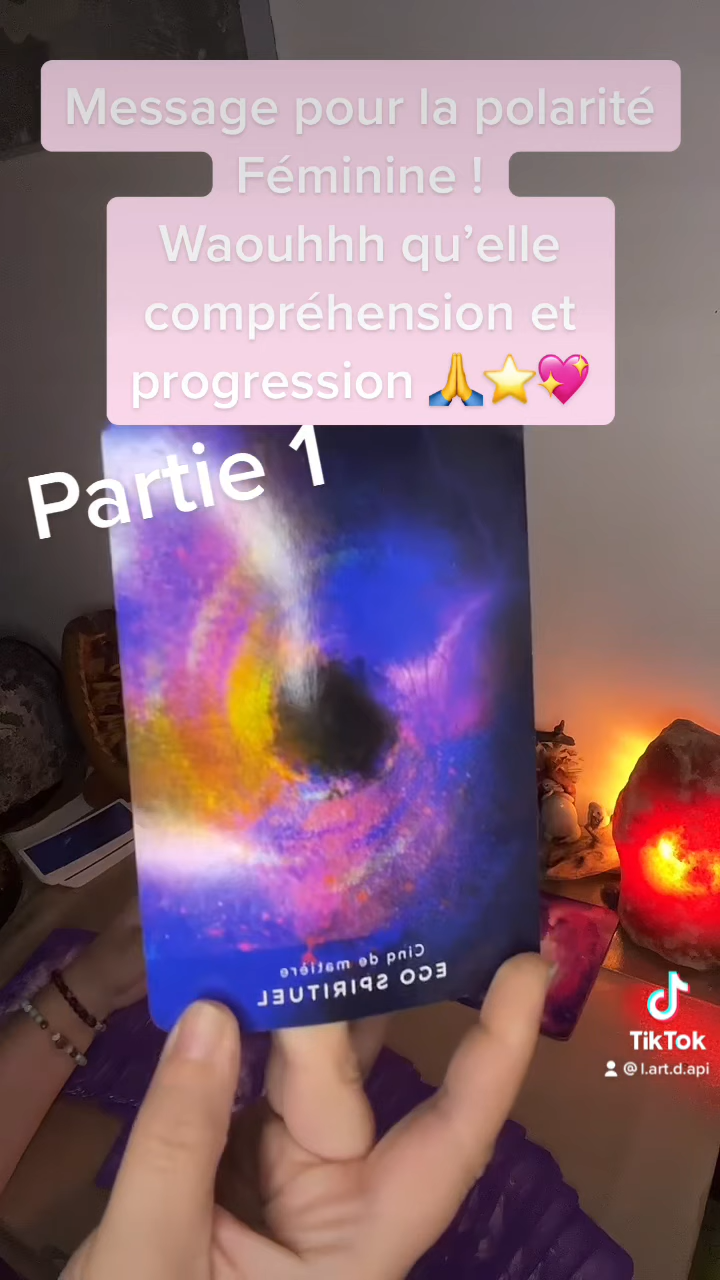 Message pour la polarité
Féminine !
Waouhhh qu’elle
compréhension et
progression 🙏⭐💖
Partie 1
Cinq de matière
EGO SPIRITUEL
TikTok
@l.art.d.api